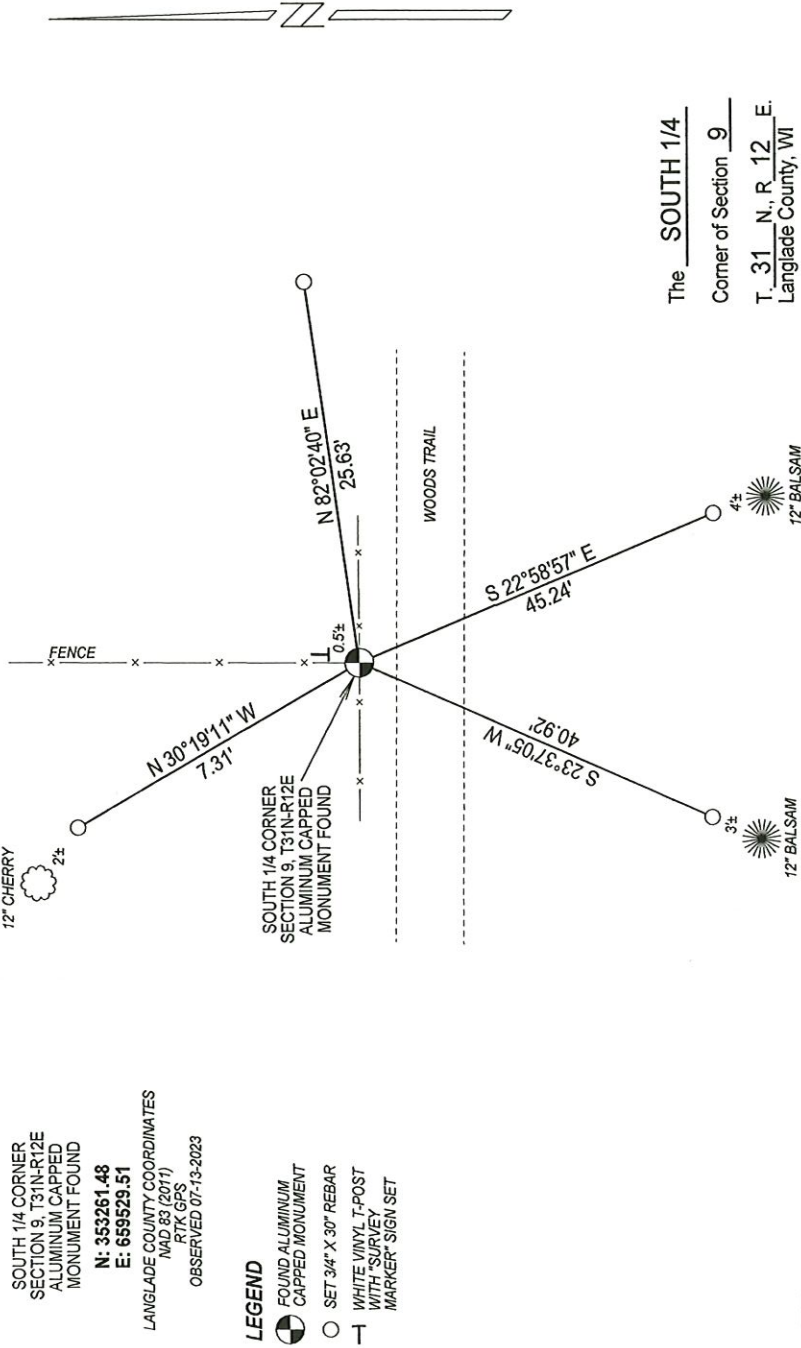 SOUTH 1/4 CORNER
SECTION 9, T31N-R12E
ALUMINUM CAPPED
MONUMENT FOUND
N: 353261.48
E: 659529.51
LANGLADE COUNTY COORDINATES
NAD 83 (2011)
RTK GPS
OBSERVED 07-13-2023
LEGEND
FOUND ALUMINUM
CAPPED MONUMENT
SET 3/4" X 30" REBAR
WHITE VINYL T-POST
WITH "SURVEY
MARKER" SIGN SET
12" CHERRY
2'±
N 30°19'11" W
7.31'
FENCE
0.5'±
N 82°02'40" E
25.63'
SOUTH 1/4 CORNER
SECTION 9, T31N-R12E
ALUMINUM CAPPED
MONUMENT FOUND
WOODS TRAIL
S 23°37'05" W
40.92'
S 22°58'57" E
45.24'
3'±
12" BALSAM
4'±
12" BALSAM
N
The SOUTH 1/4
Corner of Section 9
T. 31 N., R 12 E.
Langlade County, WI